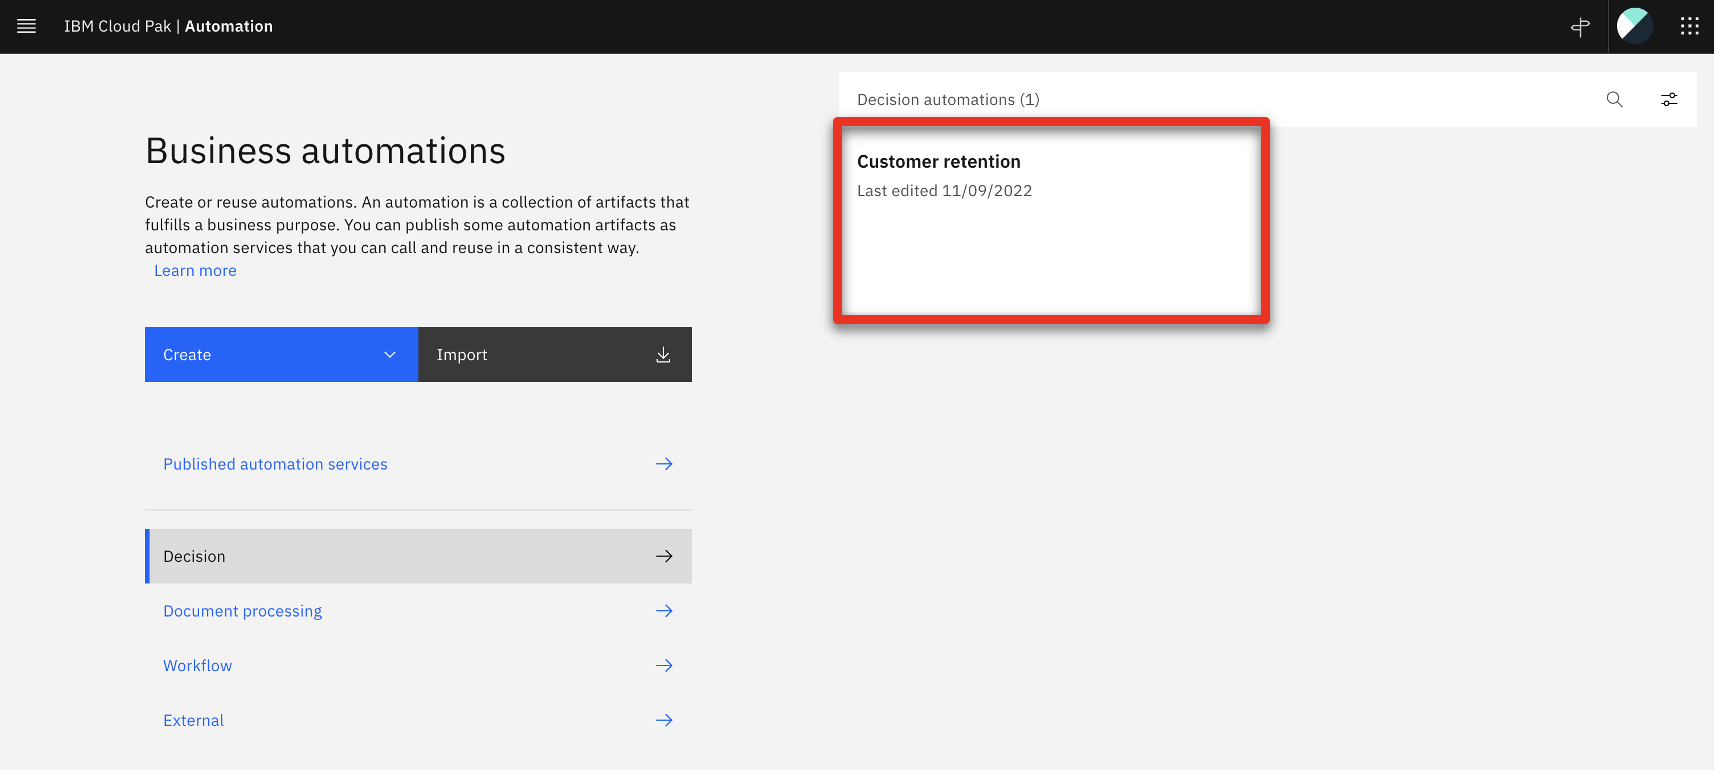 IBM Cloud Pak | Automation
Business automations
Create or reuse automations. An automation is a collection of artifacts that
fulfills a business purpose. You can publish some automation artifacts as
automation services that you can call and reuse in a consistent way.
Learn more
Create
Import
Published automation services
Decision
Document processing
Workflow
External
Decision automations (1)
Customer retention
Last edited 11/09/2022